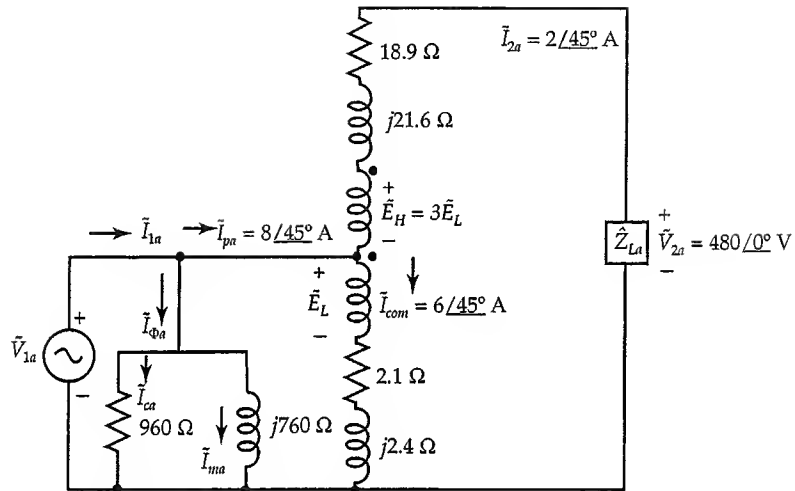 Ĩ2a = 2/45° A
18.9 Ω
j21.6 Ω
+
ẼH = 3ẼL
−
Ĩ1a
Ĩpa = 8/45° A
ẐLa
+
Ṽ2a = 480/0° V
−
+
ẼL
−
Ĩcom = 6/45° A
ĨΦa
+
Ṽ1a
−
Ĩca
960 Ω
Ĩma
j760 Ω
2.1 Ω
j2.4 Ω